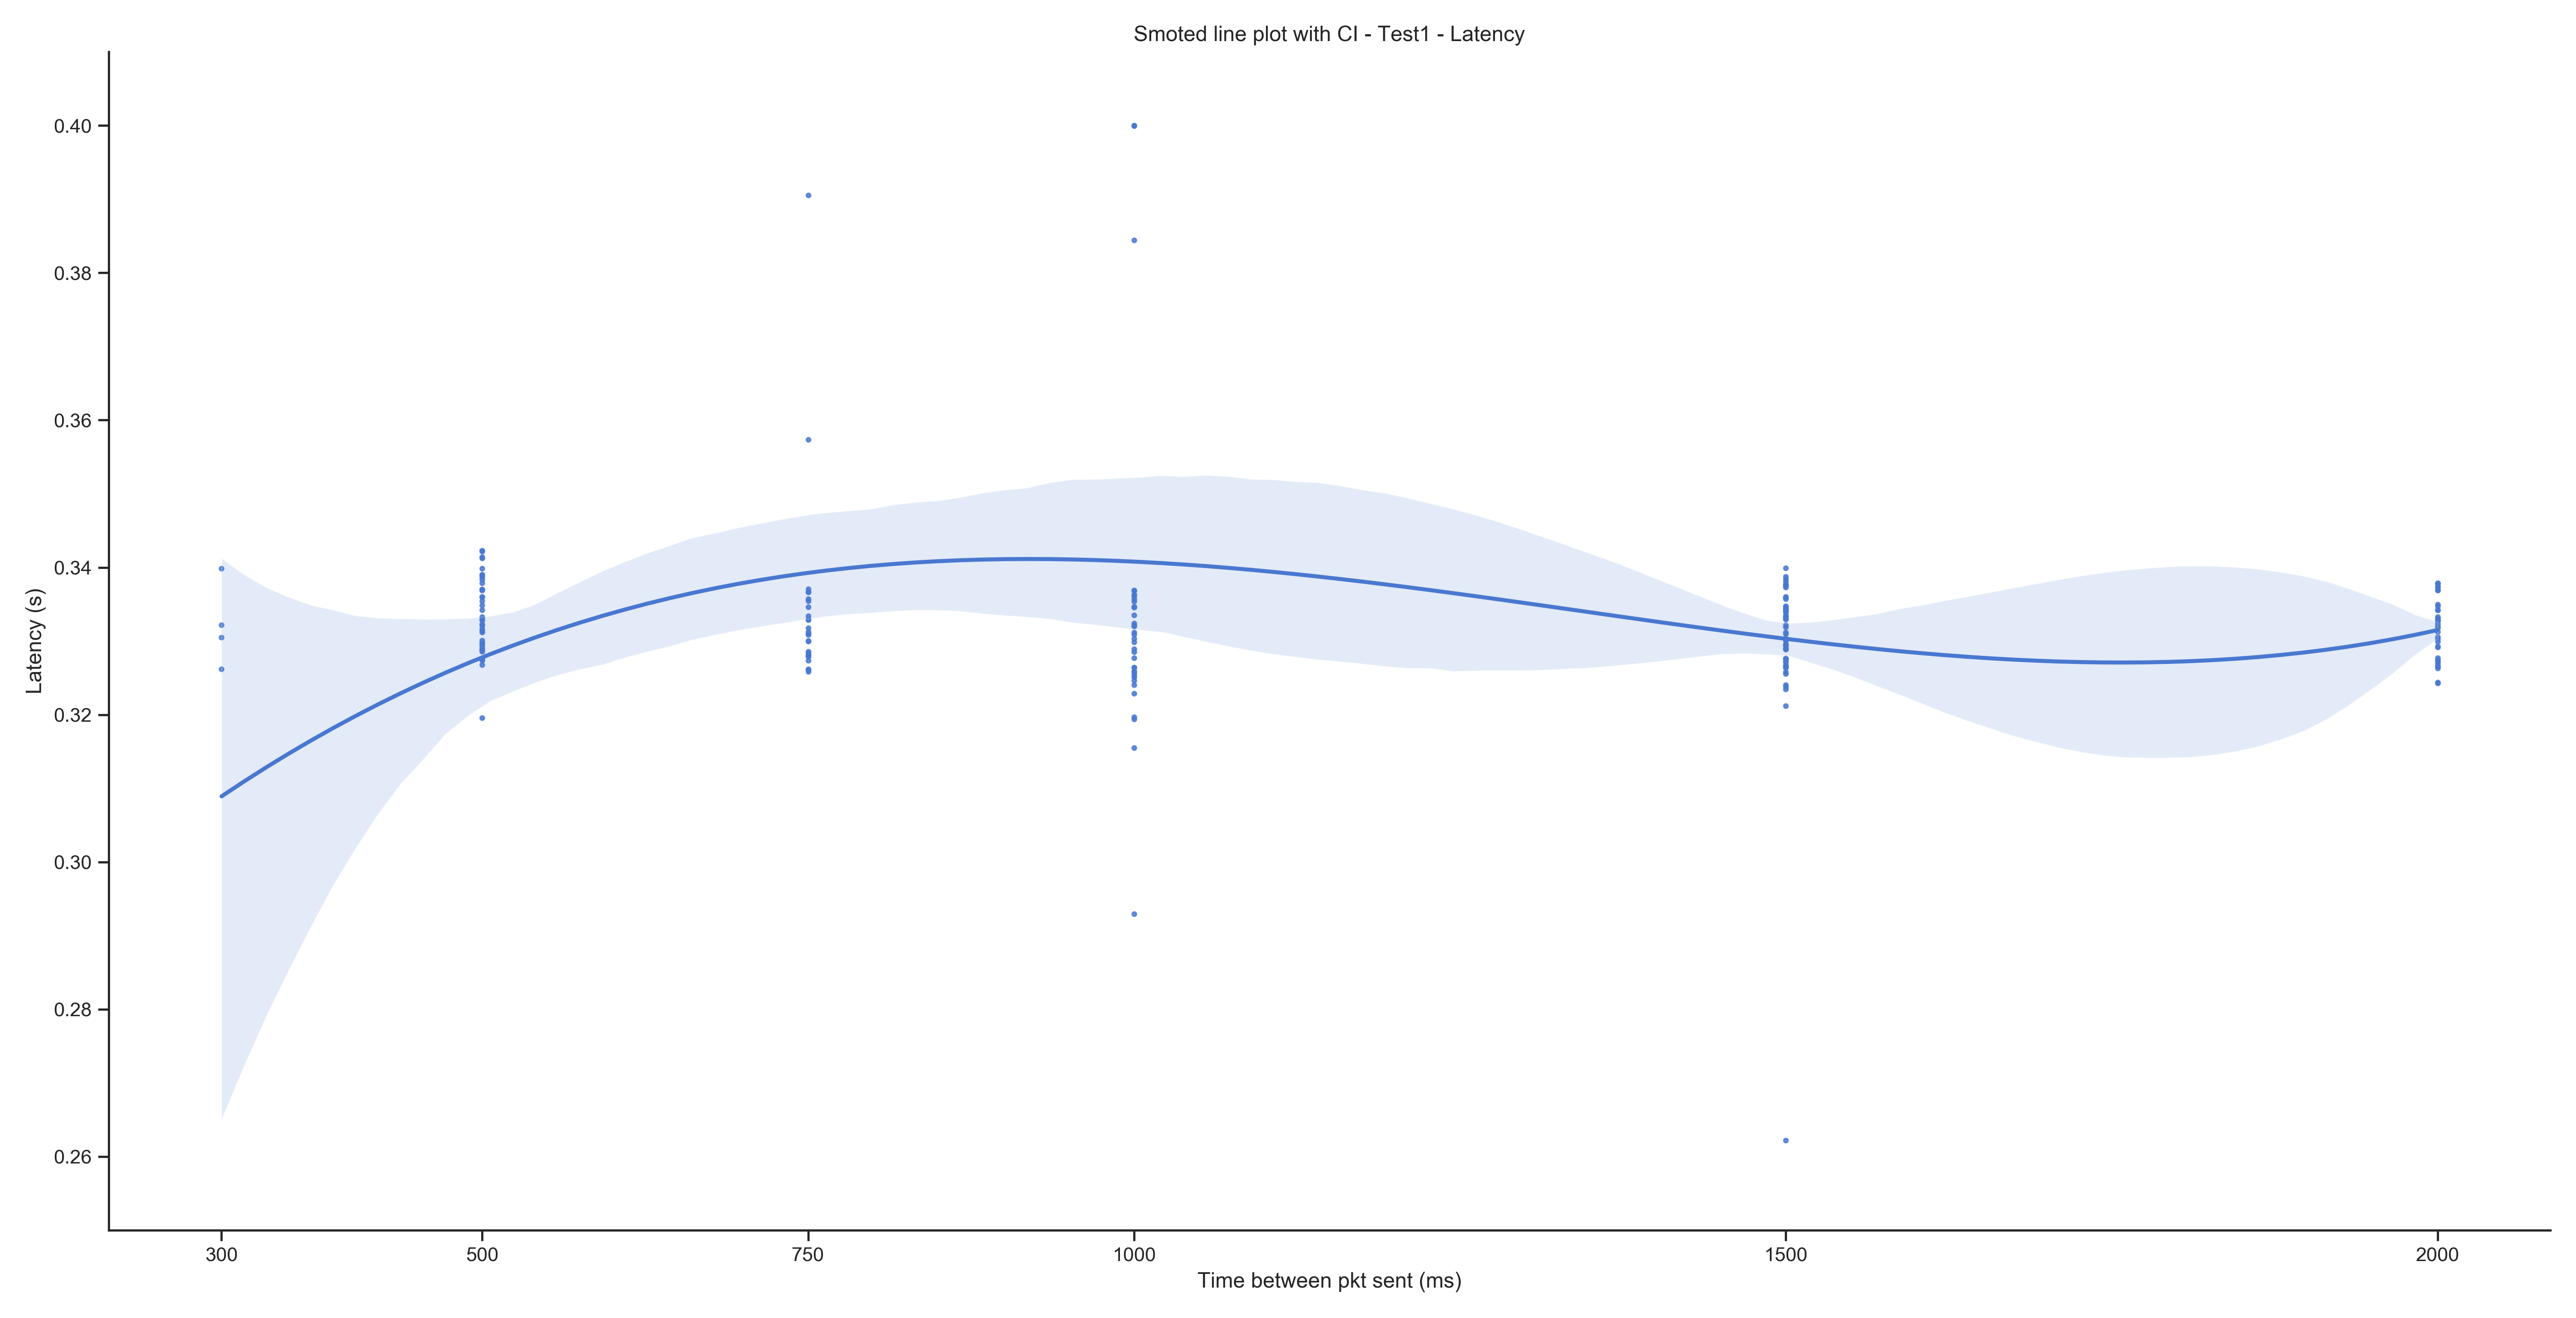 Smoted line plot with CI - Test1 - Latency
0.40
0.38
0.36
0.34
0.32
0.30
0.28
0.26
Latency (s)
300 500 750 1000 1500 2000
Time between pkt sent (ms)